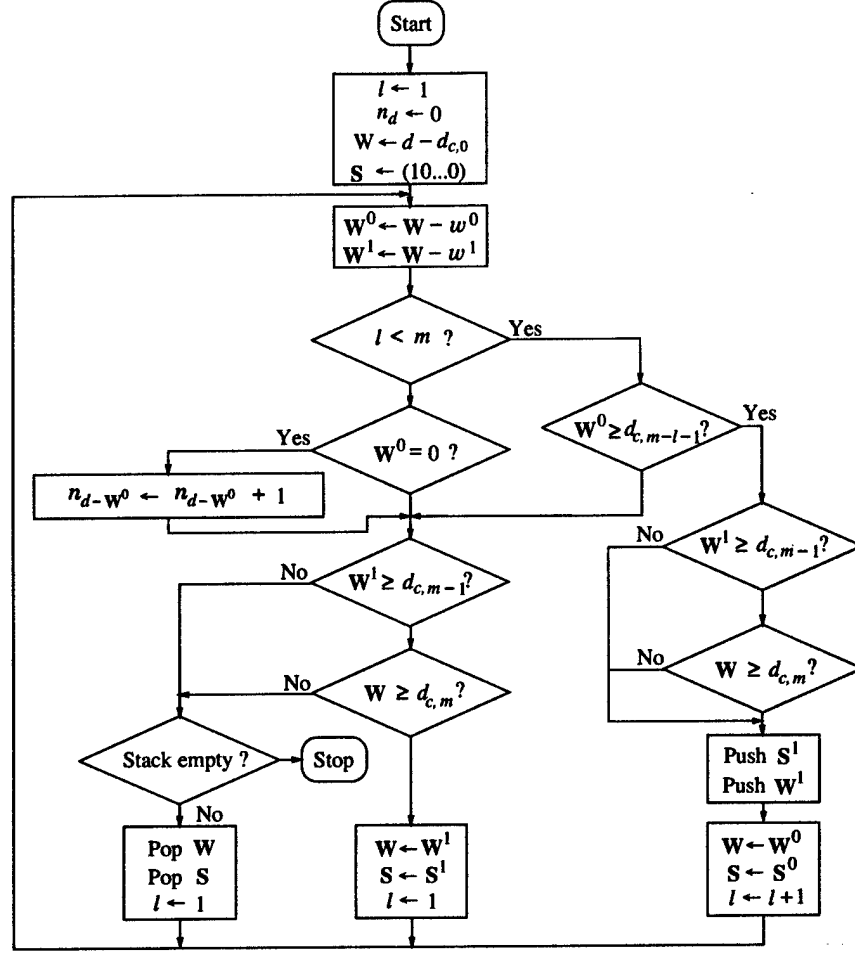 Start
l ← 1
n_d ← 0
W ← d − d_{c,0}
S ← (10...0)
W^0 ← W − w^0
W^1 ← W − w^1
l < m ?
Yes
W^0 ≥ d_{c,m−l−1}?
Yes
Yes
W^0 = 0 ?
n_{d−W^0} ← n_{d−W^0} + 1
No
W^1 ≥ d_{c,m−1}?
No
W^1 ≥ d_{c,m−1}?
No
W ≥ d_{c,m}?
No
W ≥ d_{c,m}?
Stack empty ?
Stop
Push S^1
Push W^1
No
Pop W
Pop S
l ← 1
W ← W^1
S ← S^1
l ← 1
W ← W^0
S ← S^0
l ← l+1